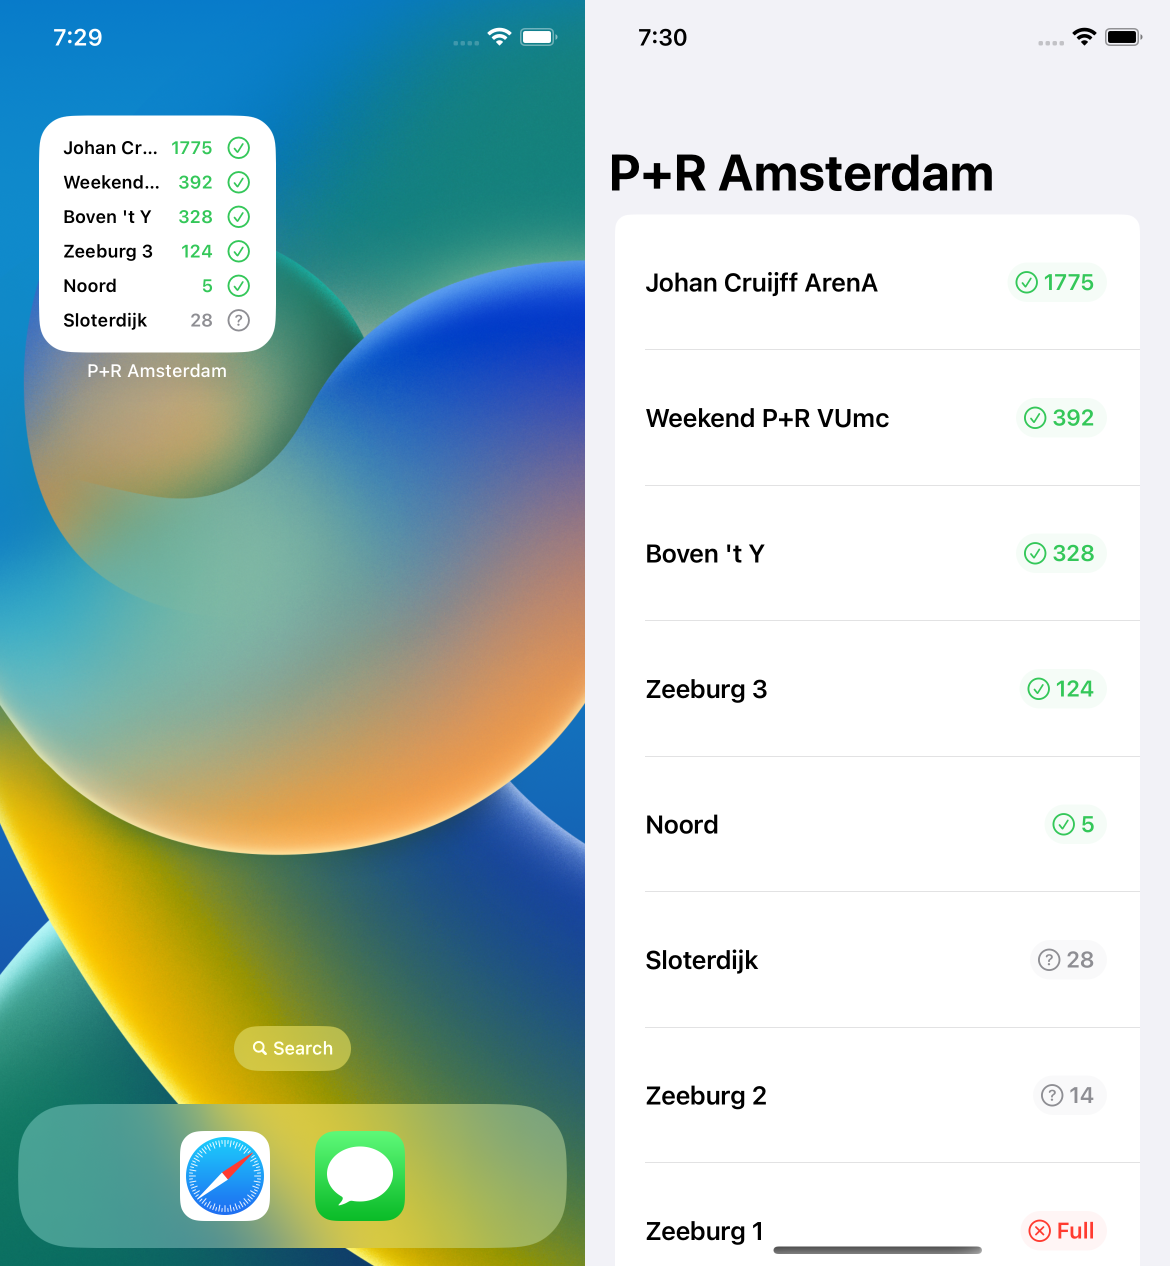 7:29
Johan Cr... 1775
Weekend... 392
Boven 't Y 328
Zeeburg 3 124
Noord 5
Sloterdijk 28 ?
P+R Amsterdam
Search
7:30
P+R Amsterdam
Johan Cruijff ArenA 1775
Weekend P+R VUmc 392
Boven 't Y 328
Zeeburg 3 124
Noord 5
Sloterdijk ? 28
Zeeburg 2 ? 14
Zeeburg 1 Full